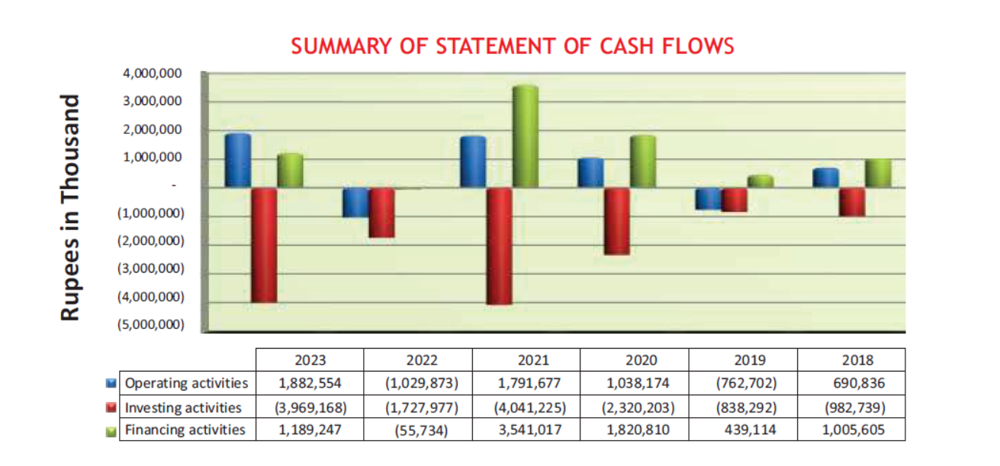 SUMMARY OF STATEMENT OF CASH FLOWS
Rupees in Thousand
4,000,000
3,000,000
2,000,000
1,000,000
-
(1,000,000)
(2,000,000)
(3,000,000)
(4,000,000)
(5,000,000)
2023 2022 2021 2020 2019 2018
Operating activities 1,882,554 (1,029,873) 1,791,677 1,038,174 (762,702) 690,836
Investing activities (3,969,168) (1,727,977) (4,041,225) (2,320,203) (838,292) (982,739)
Financing activities 1,189,247 (55,734) 3,541,017 1,820,810 439,114 1,005,605